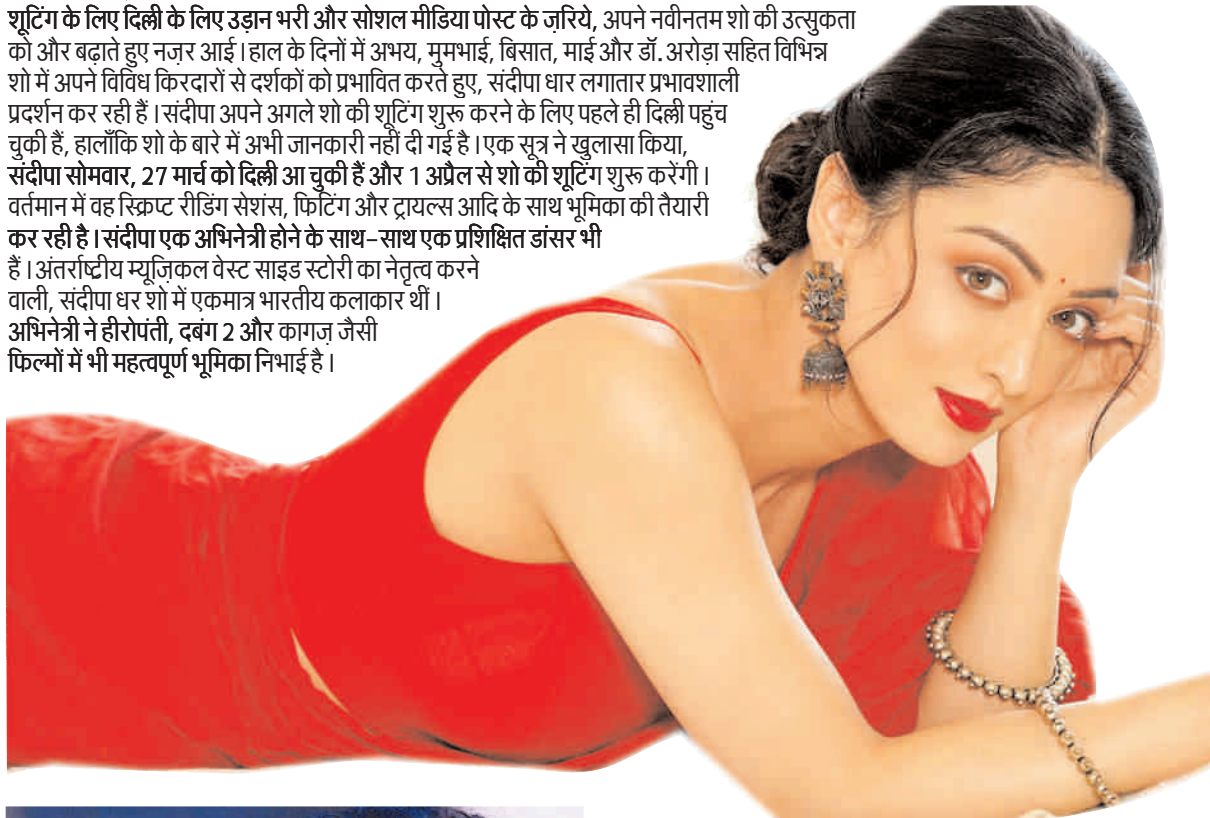 शूटिंग के लिए दिल्ली के लिए उड़ान भरी और सोशल मीडिया पोस्ट के ज़रिये, अपने नवीनतम शो की उत्सुकता
को और बढ़ाते हुए नज़र आई। हाल के दिनों में अभय, मुमभाई, बिसात, माई और डॉ. अरोड़ा सहित विभिन्न
शो में अपने विविध किरदारों से दर्शकों को प्रभावित करते हुए, संदीपा धार लगातार प्रभावशाली
प्रदर्शन कर रही हैं। संदीपा अपने अगले शो की शूटिंग शुरू करने के लिए पहले ही दिल्ली पहुंच
चुकी हैं, हालाँकि शो के बारे में अभी जानकारी नहीं दी गई है। एक सूत्र ने खुलासा किया,
संदीपा सोमवार, 27 मार्च को दिल्ली आ चुकी हैं और 1 अप्रैल से शो की शूटिंग शुरू करेंगी।
वर्तमान में वह स्क्रिप्ट रीडिंग सेशंस, फिटिंग और ट्रायल्स आदि के साथ भूमिका की तैयारी
कर रही है। संदीपा एक अभिनेत्री होने के साथ-साथ एक प्रशिक्षित डांसर भी
हैं। अंतर्राष्ट्रीय म्यूज़िकल वेस्ट साइड स्टोरी का नेतृत्व करने
वाली, संदीपा धर शो में एकमात्र भारतीय कलाकार थीं।
अभिनेत्री ने हीरोपंती, दबंग 2 और कागज़ जैसी
फिल्मों में भी महत्वपूर्ण भूमिका निभाई है।